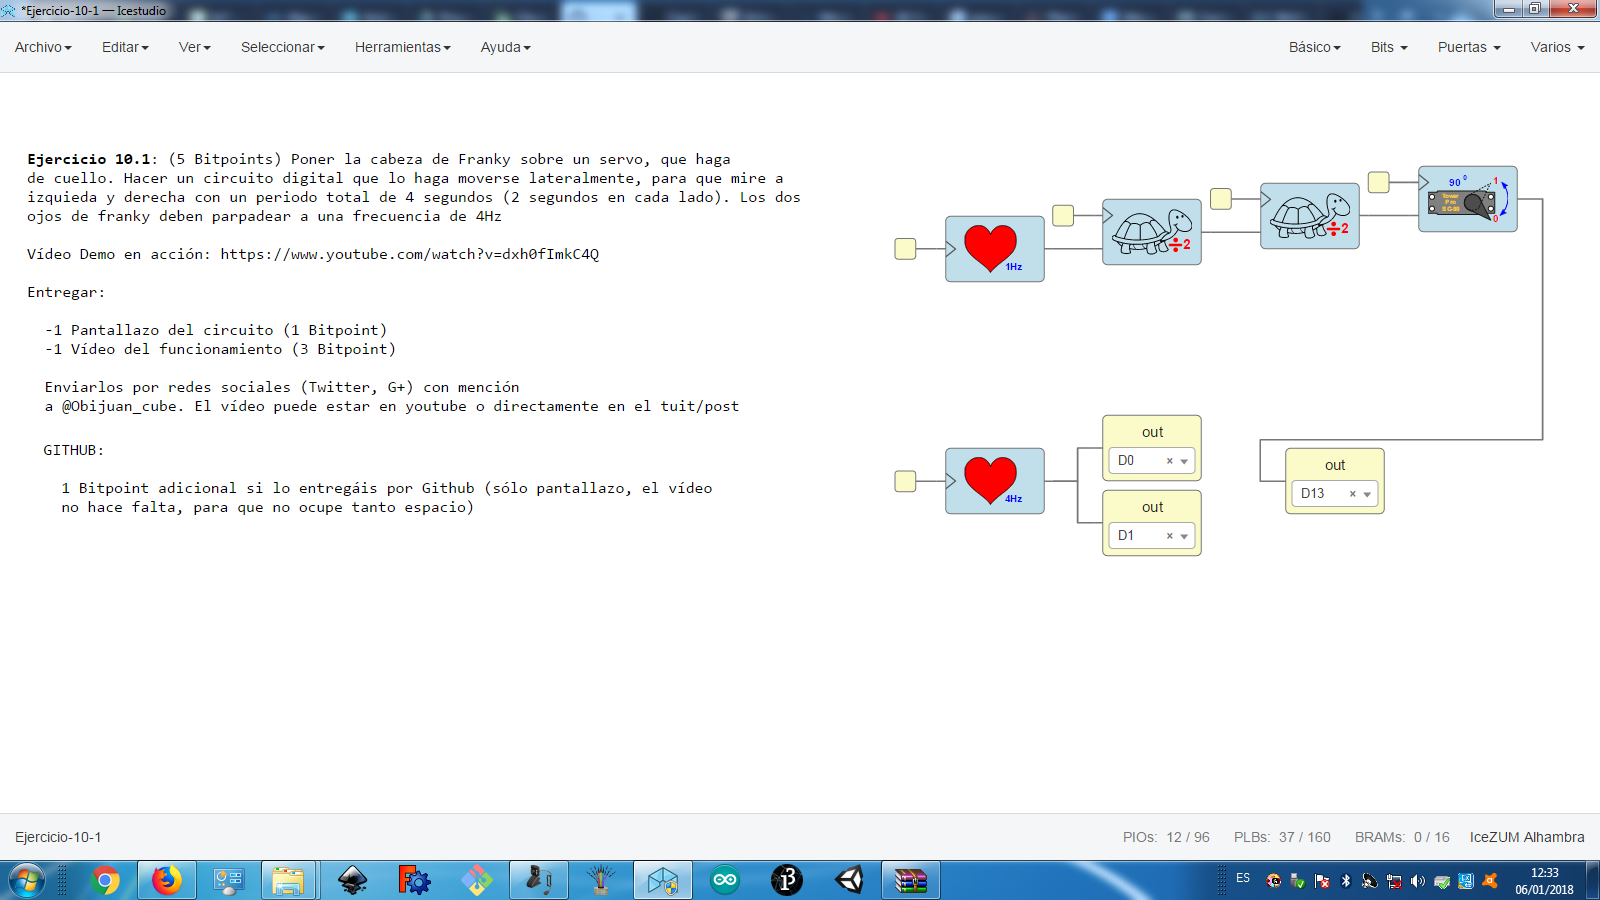 *Ejercicio-10-1 — Icestudio
Archivo Editar Ver Seleccionar Herramientas Ayuda Básico Bits Puertas Varios
Ejercicio 10.1: (5 Bitpoints) Poner la cabeza de Franky sobre un servo, que haga
de cuello. Hacer un circuito digital que lo haga moverse lateralmente, para que mire a
izquieda y derecha con un periodo total de 4 segundos (2 segundos en cada lado). Los dos
ojos de franky deben parpadear a una frecuencia de 4Hz
Vídeo Demo en acción: https://www.youtube.com/watch?v=dxh0fImkC4Q
Entregar:
-1 Pantallazo del circuito (1 Bitpoint)
-1 Vídeo del funcionamiento (3 Bitpoint)
Enviarlos por redes sociales (Twitter, G+) con mención
a @Obijuan_cube. El vídeo puede estar en youtube o directamente en el tuit/post
GITHUB:
1 Bitpoint adicional si lo entregáis por Github (sólo pantallazo, el vídeo
no hace falta, para que no ocupe tanto espacio)
1Hz
÷2
÷2
90° 1
0
4Hz
out
D0
out
D1
out
D13
Ejercicio-10-1 PIOs: 12 / 96 PLBs: 37 / 160 BRAMs: 0 / 16 IceZUM Alhambra
ES
12:33
06/01/2018